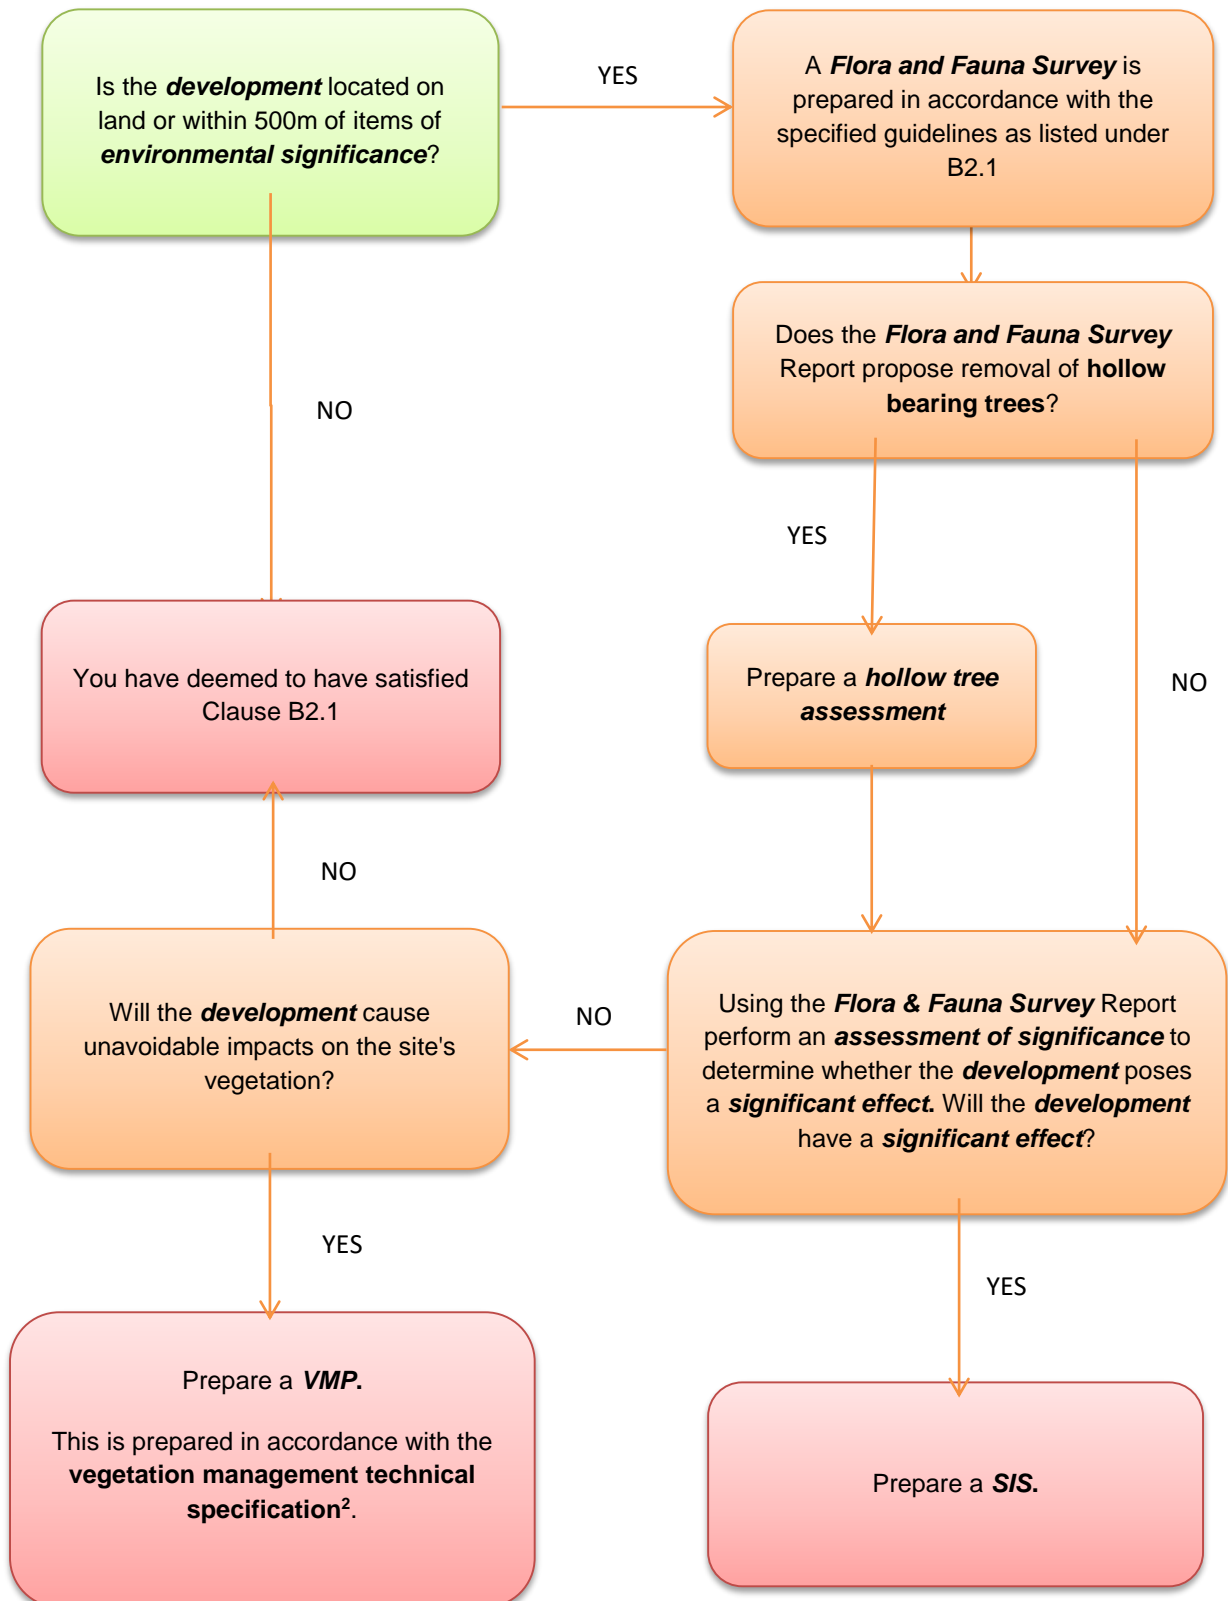 Is the development located on
land or within 500m of items of
environmental significance?
YES
A Flora and Fauna Survey is
prepared in accordance with the
specified guidelines as listed under
B2.1
Does the Flora and Fauna Survey
Report propose removal of hollow
bearing trees?
NO
YES
You have deemed to have satisfied
Clause B2.1
Prepare a hollow tree
assessment
NO
NO
Will the development cause
unavoidable impacts on the site's
vegetation?
NO
Using the Flora & Fauna Survey Report
perform an assessment of significance to
determine whether the development poses
a significant effect. Will the development
have a significant effect?
YES
YES
Prepare a VMP.
This is prepared in accordance with the
vegetation management technical
specification².
Prepare a SIS.